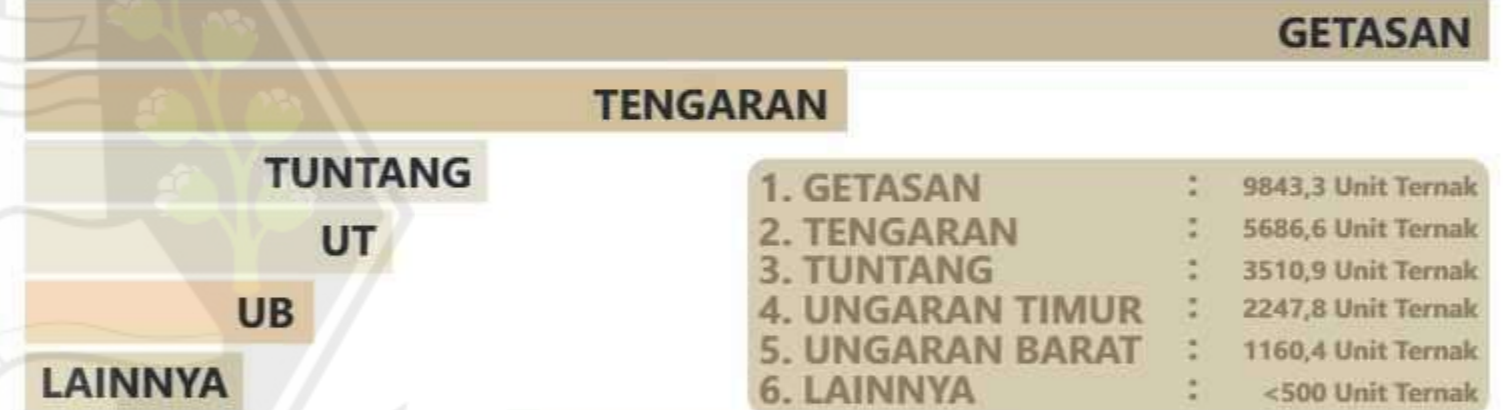 GETASAN
TENGARAN
TUNTANG
UT
UB
LAINNYA
1. GETASAN : 9843,3 Unit Ternak
2. TENGARAN : 5686,6 Unit Ternak
3. TUNTANG : 3510,9 Unit Ternak
4. UNGARAN TIMUR : 2247,8 Unit Ternak
5. UNGARAN BARAT : 1160,4 Unit Ternak
6. LAINNYA : <500 Unit Ternak